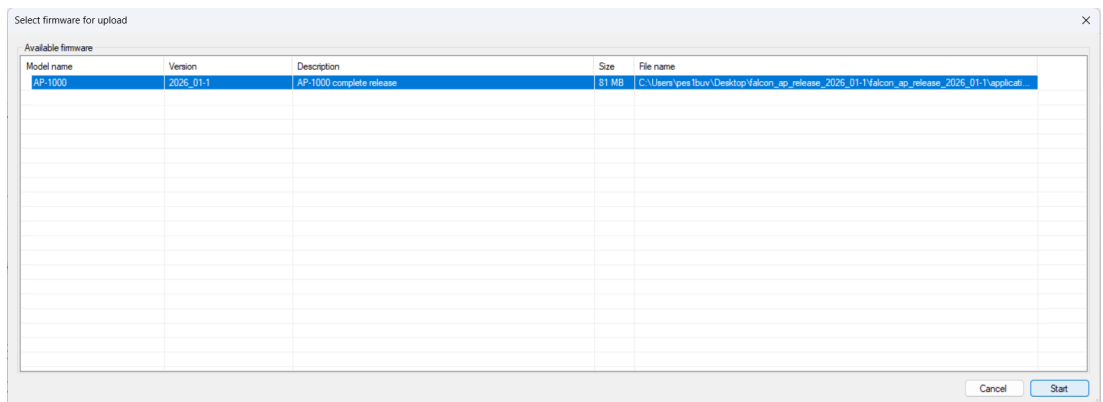 Select firmware for upload
Available firmware
Model name Version Description Size File name
AP-1000 2026_01-1 AP-1000 complete release 81 MB C:\Users\pes1buv\Desktop\falcon_ap_release_2026_01-1\falcon_ap_release_2026_01-1\applicati...
Cancel Start